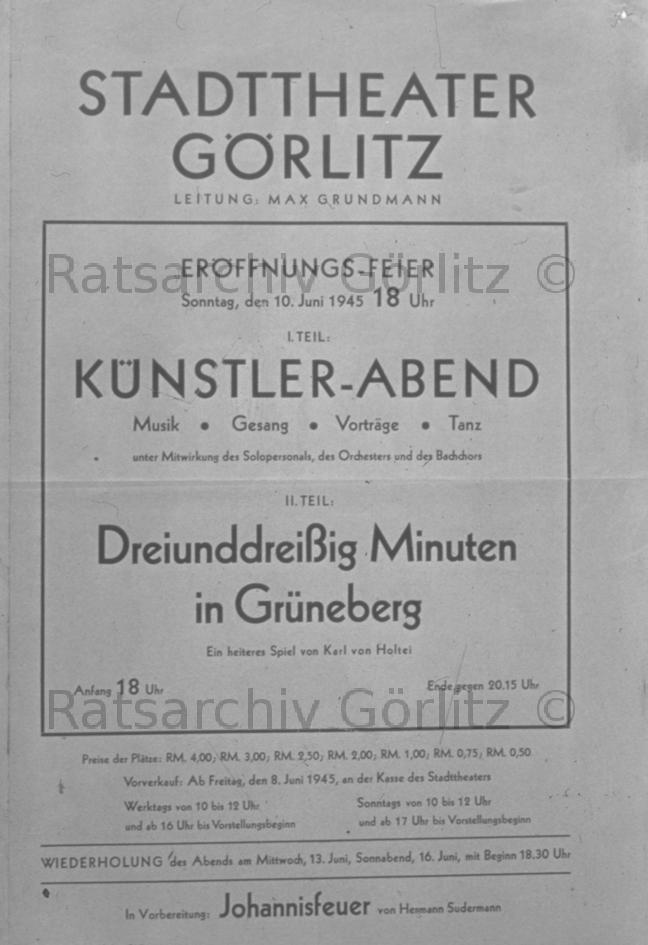 STADTTHEATER
GÖRLITZ
LEITUNG: MAX GRUNDMANN
Ratsarchiv Görlitz ©
ERÖFFNUNGS-FEIER
Sonntag, den 10. Juni 1945 18 Uhr
I. TEIL:
KÜNSTLER-ABEND
Musik • Gesang • Vorträge • Tanz
unter Mitwirkung des Solopersonals, des Orchesters und des Bachchors
II. TEIL:
Dreiunddreißig Minuten
in Grüneberg
Ein heiteres Spiel von Karl von Holtei
Anfang 18 Uhr Ende gegen 20.15 Uhr
Ratsarchiv Görlitz ©
Preise der Plätze: RM. 4,00; RM. 3,00; RM. 2,50; RM. 2,00; RM. 1,00; RM. 0,75; RM. 0,50
Vorverkauf: Ab Freitag, den 8. Juni 1945, an der Kasse des Stadttheaters
Werktags von 10 bis 12 Uhr Sonntags von 10 bis 12 Uhr
und ab 16 Uhr bis Vorstellungsbeginn und ab 17 Uhr bis Vorstellungsbeginn
WIEDERHOLUNG des Abends am Mittwoch, 13. Juni, Sonnabend, 16. Juni, mit Beginn 18.30 Uhr
In Vorbereitung: Johannisfeuer von Hermann Sudermann